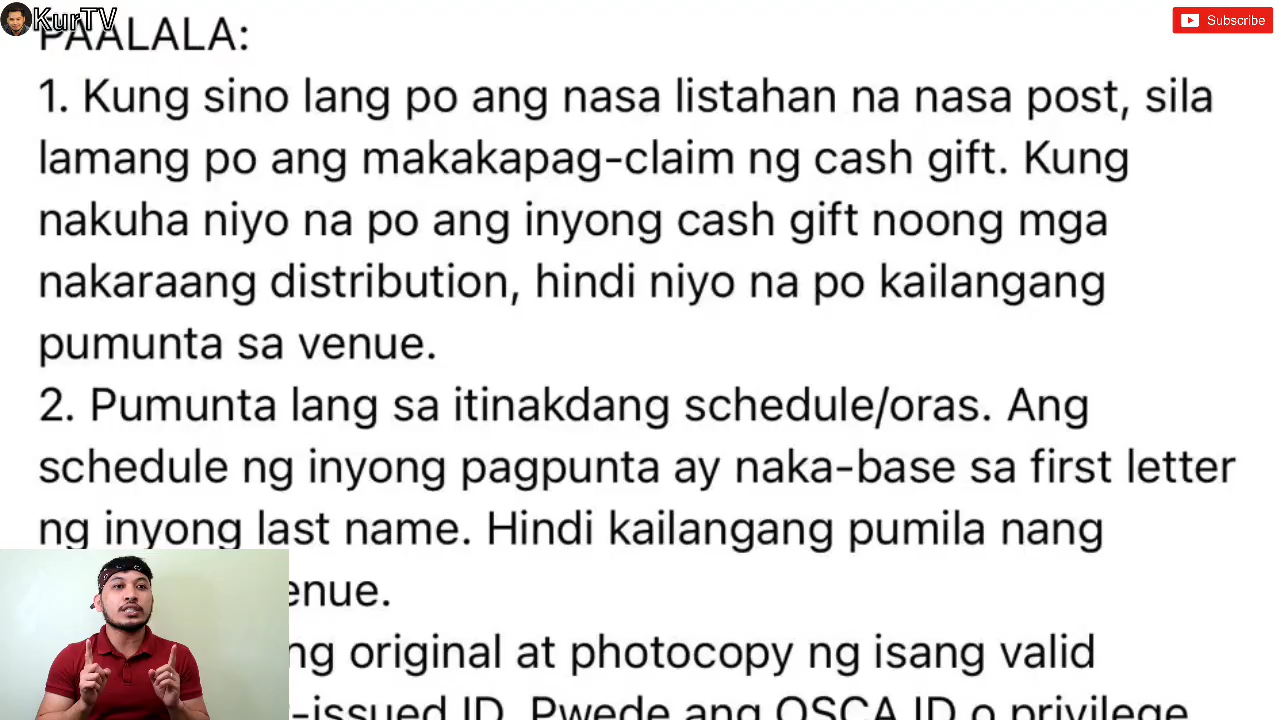 KurTV
Subscribe
PAALALA:
1. Kung sino lang po ang nasa listahan na nasa post, sila
lamang po ang makakapag-claim ng cash gift. Kung
nakuha niyo na po ang inyong cash gift noong mga
nakaraang distribution, hindi niyo na po kailangang
pumunta sa venue.
2. Pumunta lang sa itinakdang schedule/oras. Ang
schedule ng inyong pagpunta ay naka-base sa first letter
ng inyong last name. Hindi kailangang pumila nang
enue.
ng original at photocopy ng isang valid
-issued ID. Pwede ang OSCA ID o privilege